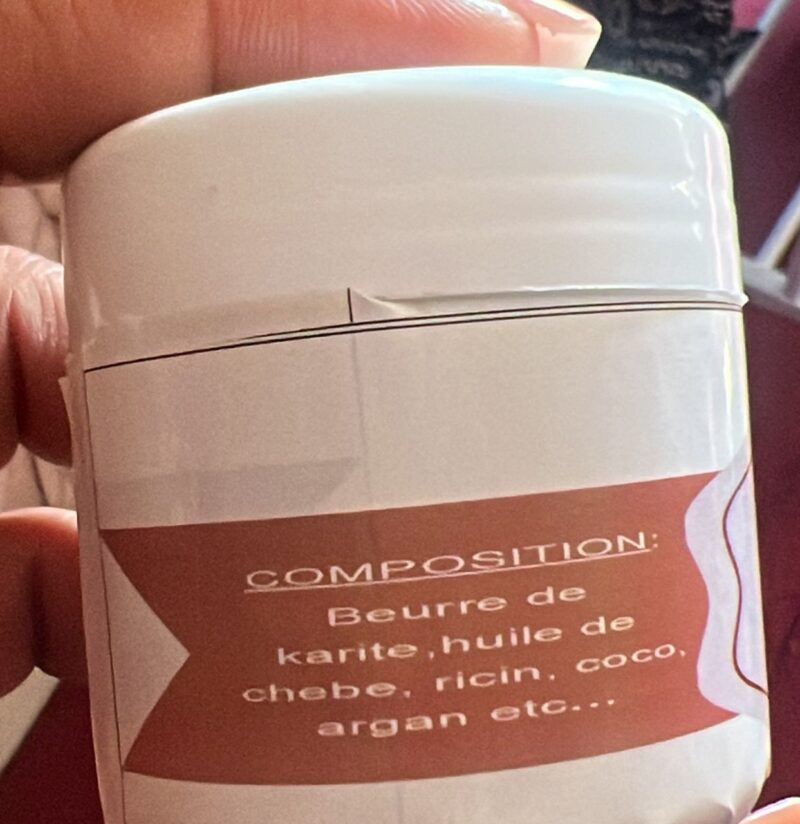 COMPOSITION:
Beurre de
karite,huile de
chebe, ricin, coco,
argan etc...